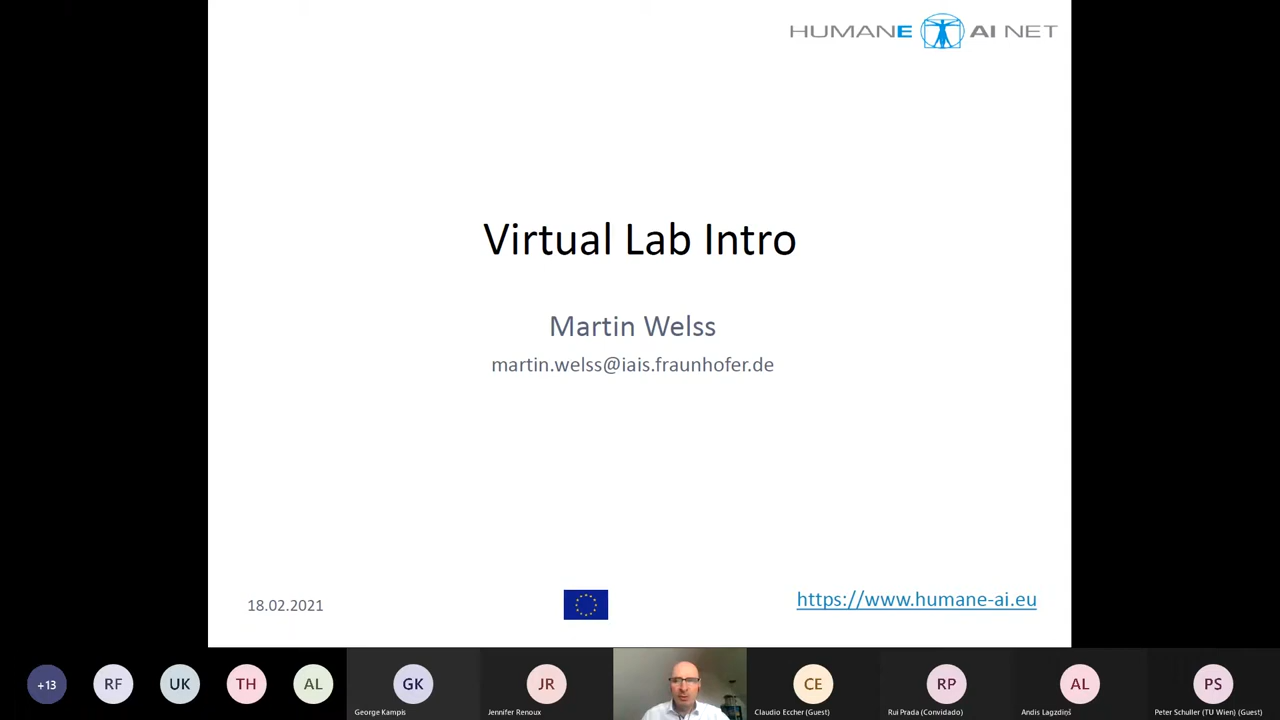 HUMANE AI NET
Virtual Lab Intro
Martin Welss
martin.welss@iais.fraunhofer.de
18.02.2021
https://www.humane-ai.eu
+13
RF
UK
TH
AL
GK
George Kampis
JR
Jennifer Renoux
CE
Claudio Eccher (Guest)
RP
Rui Prada (Convidado)
AL
Andis Lagzdiņš
PS
Peter Schuller (TU Wien) (Guest)